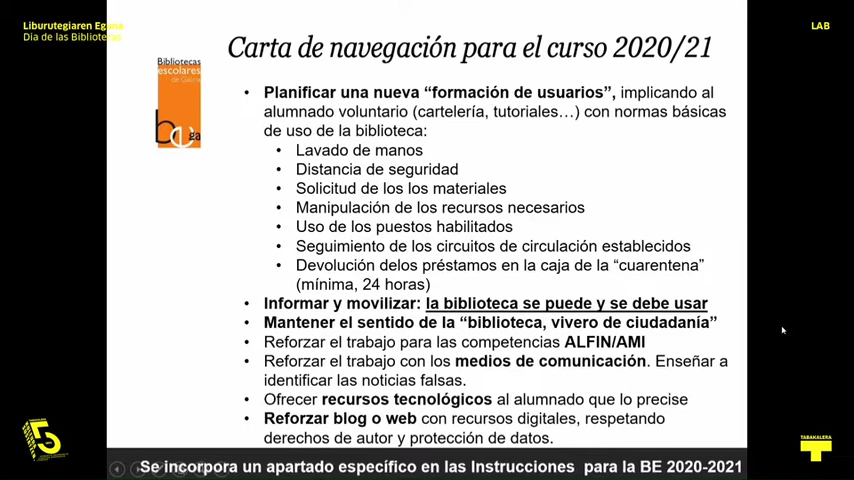 Liburutegiaren Eguna
Día de las Bibliotecas
LAB
Carta de navegación para el curso 2020/21
Bibliotecas
escolares
de Galicia
bega
• Planificar una nueva “formación de usuarios”, implicando al
alumnado voluntario (cartelería, tutoriales…) con normas básicas
de uso de la biblioteca:
• Lavado de manos
• Distancia de seguridad
• Solicitud de los los materiales
• Manipulación de los recursos necesarios
• Uso de los puestos habilitados
• Seguimiento de los circuitos de circulación establecidos
• Devolución delos préstamos en la caja de la “cuarentena”
(mínima, 24 horas)
• Informar y movilizar: la biblioteca se puede y se debe usar
• Mantener el sentido de la “biblioteca, vivero de ciudadanía”
• Reforzar el trabajo para las competencias ALFIN/AMI
• Reforzar el trabajo con los medios de comunicación. Enseñar a
identificar las noticias falsas.
• Ofrecer recursos tecnológicos al alumnado que lo precise
• Reforzar blog o web con recursos digitales, respetando
derechos de autor y protección de datos.
TABAKALERA
Se incorpora un apartado específico en las Instrucciones para la BE 2020-2021